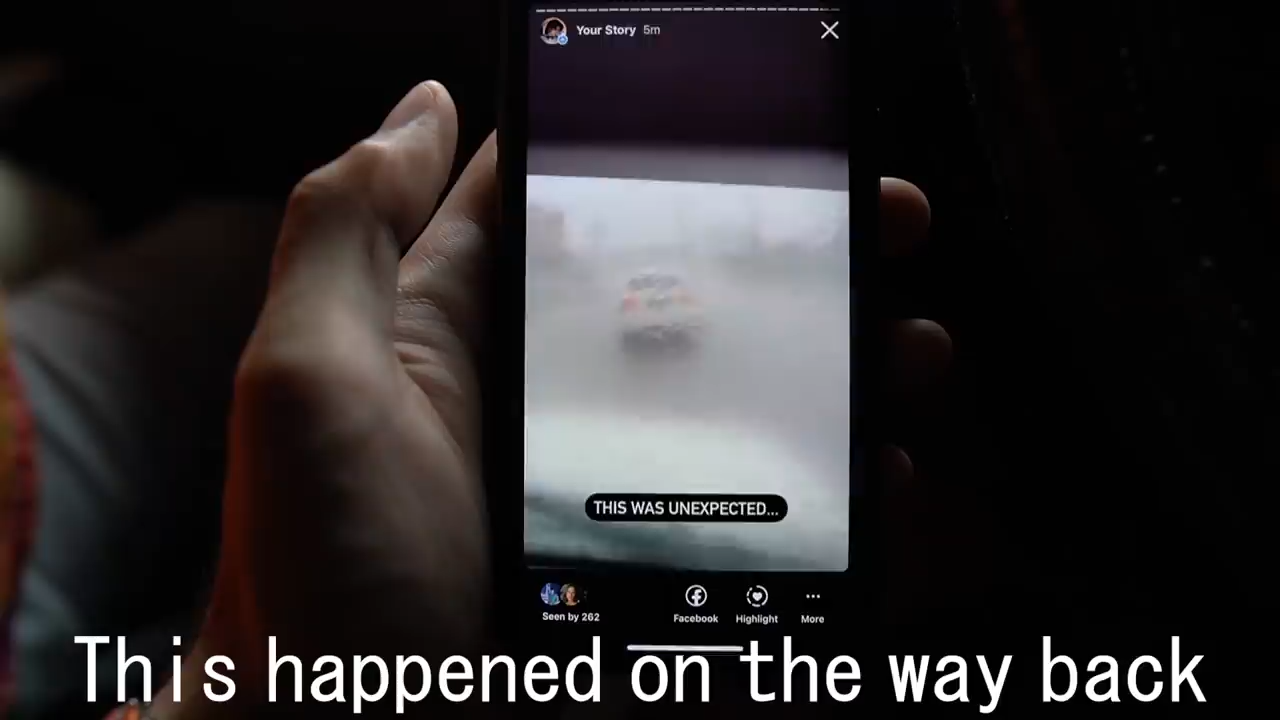 Your Story 5m
THIS WAS UNEXPECTED...
Seen by 262
Facebook
Highlight
More
This happened on the way back